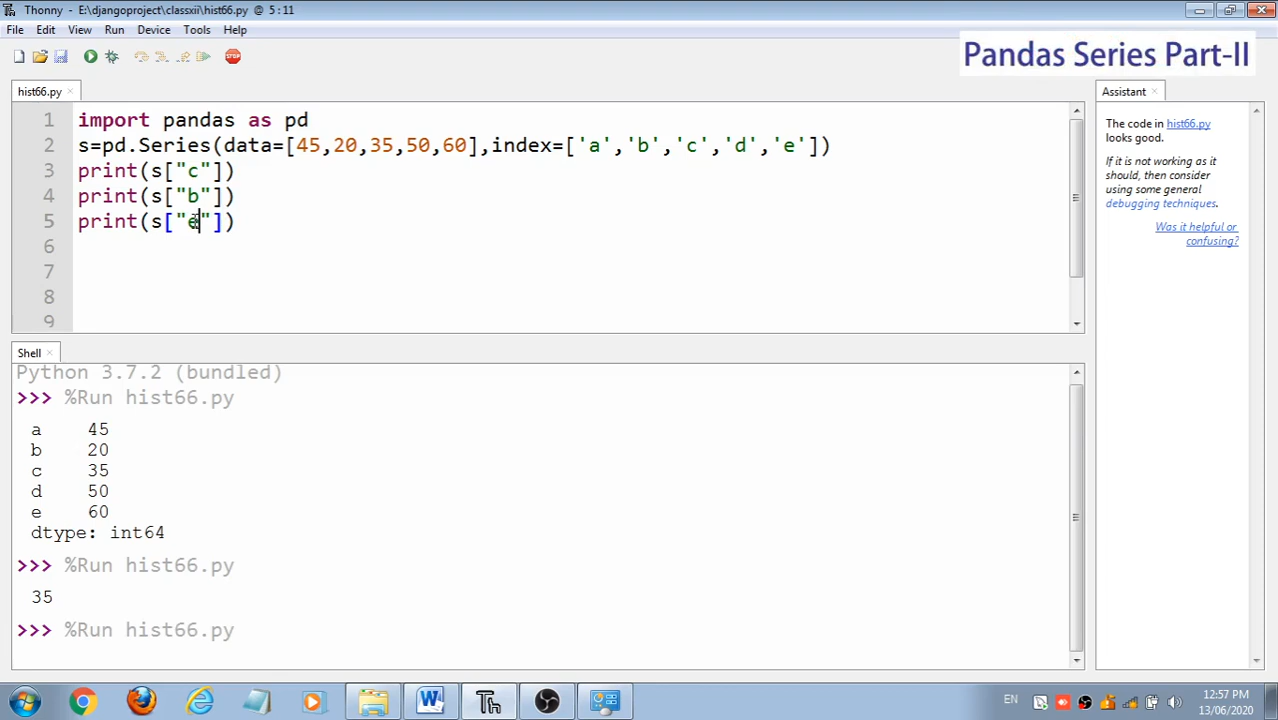 Thonny - E:\djangoproject\classxii\hist66.py @ 5:11
File Edit View Run Device Tools Help
STOP
Pandas Series Part-II
hist66.py
Assistant
1 import pandas as pd
2 s=pd.Series(data=[45,20,35,50,60],index=['a','b','c','d','e'])
3 print(s["c"])
4 print(s["b"])
5 print(s["e"])
6
7
8
9
The code in hist66.py
looks good.
If it is not working as it
should, then consider
using some general
debugging techniques.
Was it helpful or
confusing?
Shell
Python 3.7.2 (bundled)
>>> %Run hist66.py
a 45
b 20
c 35
d 50
e 60
dtype: int64
>>> %Run hist66.py
35
>>> %Run hist66.py
EN
12:57 PM
13/06/2020